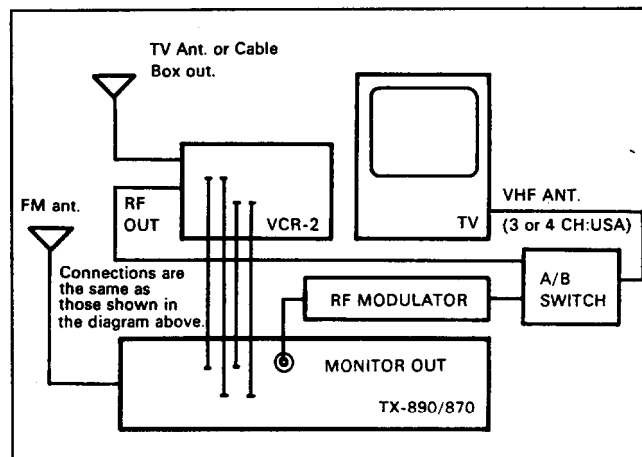 TV Ant. or Cable
Box out.
FM ant.
RF
OUT
VCR-2
TV
VHF ANT.
(3 or 4 CH:USA)
Connections are
the same as
those shown in
the diagram above.
RF MODULATOR
A/B
SWITCH
MONITOR OUT
TX-890/870